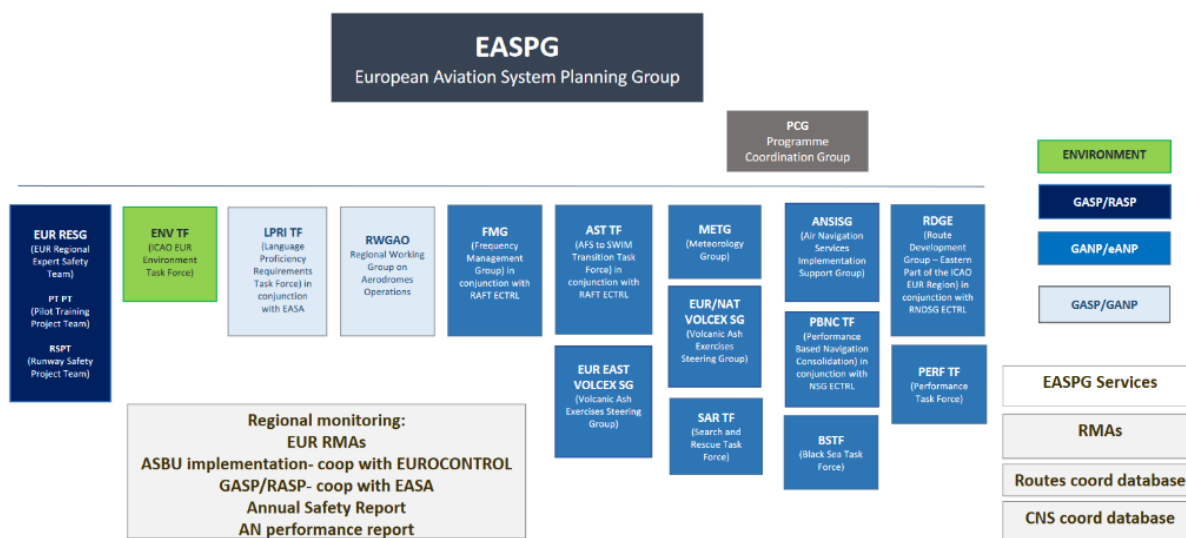 EASPG
European Aviation System Planning Group
PCG
Programme
Coordination Group
EUR RESG
(EUR Regional
Expert Safety
Team)
PT PT
(Pilot Training
Project Team)
RSPT
(Runway Safety
Project Team)
ENV TF
(ICAO EUR
Environment
Task Force)
LPRI TF
(Language
Proficiency
Requirements
Task Force) in
conjunction
with EASA
RWGAO
Regional Working
Group on
Aerodromes
Operations
FMG
(Frequency
Management
Group) in
conjunction with
RAFT ECTRL
AST TF
(AFS to SWIM
Transition Task
Force) in
conjunction with
RAFT ECTRL
EUR EAST
VOLCEX SG
(Volcanic Ash
Exercises Steering
Group)
METG
(Meteorology
Group)
EUR/NAT
VOLCEX SG
(Volcanic Ash
Exercises
Steering Group)
SAR TF
(Search and
Rescue Task
Force)
ANSISG
(Air Navigation
Services
Implementation
Support Group)
PBNC TF
(Performance
Based Navigation
Consolidation) in
conjunction with
NSG ECTRL
BSTF
(Black Sea Task
Force)
RDGE
(Route
Development
Group – Eastern
Part of the ICAO
EUR Region) in
conjunction with
RNDSG ECTRL
PERF TF
(Performance
Task Force)
ENVIRONMENT
GASP/RASP
GANP/eANP
GASP/GANP
EASPG Services
RMAs
Routes coord database
CNS coord database
Regional monitoring:
EUR RMAs
ASBU implementation- coop with EUROCONTROL
GASP/RASP- coop with EASA
Annual Safety Report
AN performance report